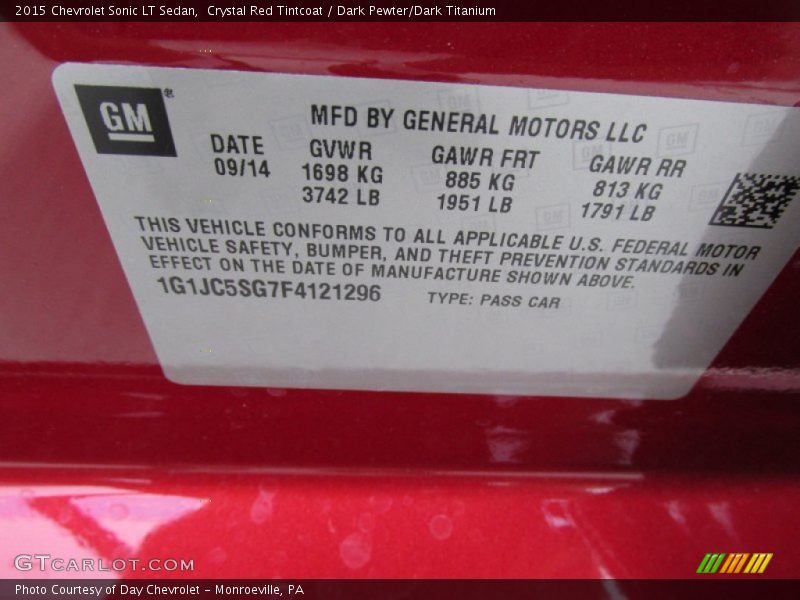 2015 Chevrolet Sonic LT Sedan,  Crystal Red Tintcoat / Dark Pewter/Dark Titanium
GM®
MFD BY GENERAL MOTORS LLC
DATE GVWR GAWR FRT GAWR RR
09/14 1698 KG 885 KG 813 KG
3742 LB 1951 LB 1791 LB
THIS VEHICLE CONFORMS TO ALL APPLICABLE U.S. FEDERAL MOTOR
VEHICLE SAFETY, BUMPER, AND THEFT PREVENTION STANDARDS IN
EFFECT ON THE DATE OF MANUFACTURE SHOWN ABOVE.
1G1JC5SG7F4121296 TYPE: PASS CAR
GTCARLOT.COM
Photo Courtesy of Day Chevrolet – Monroeville, PA